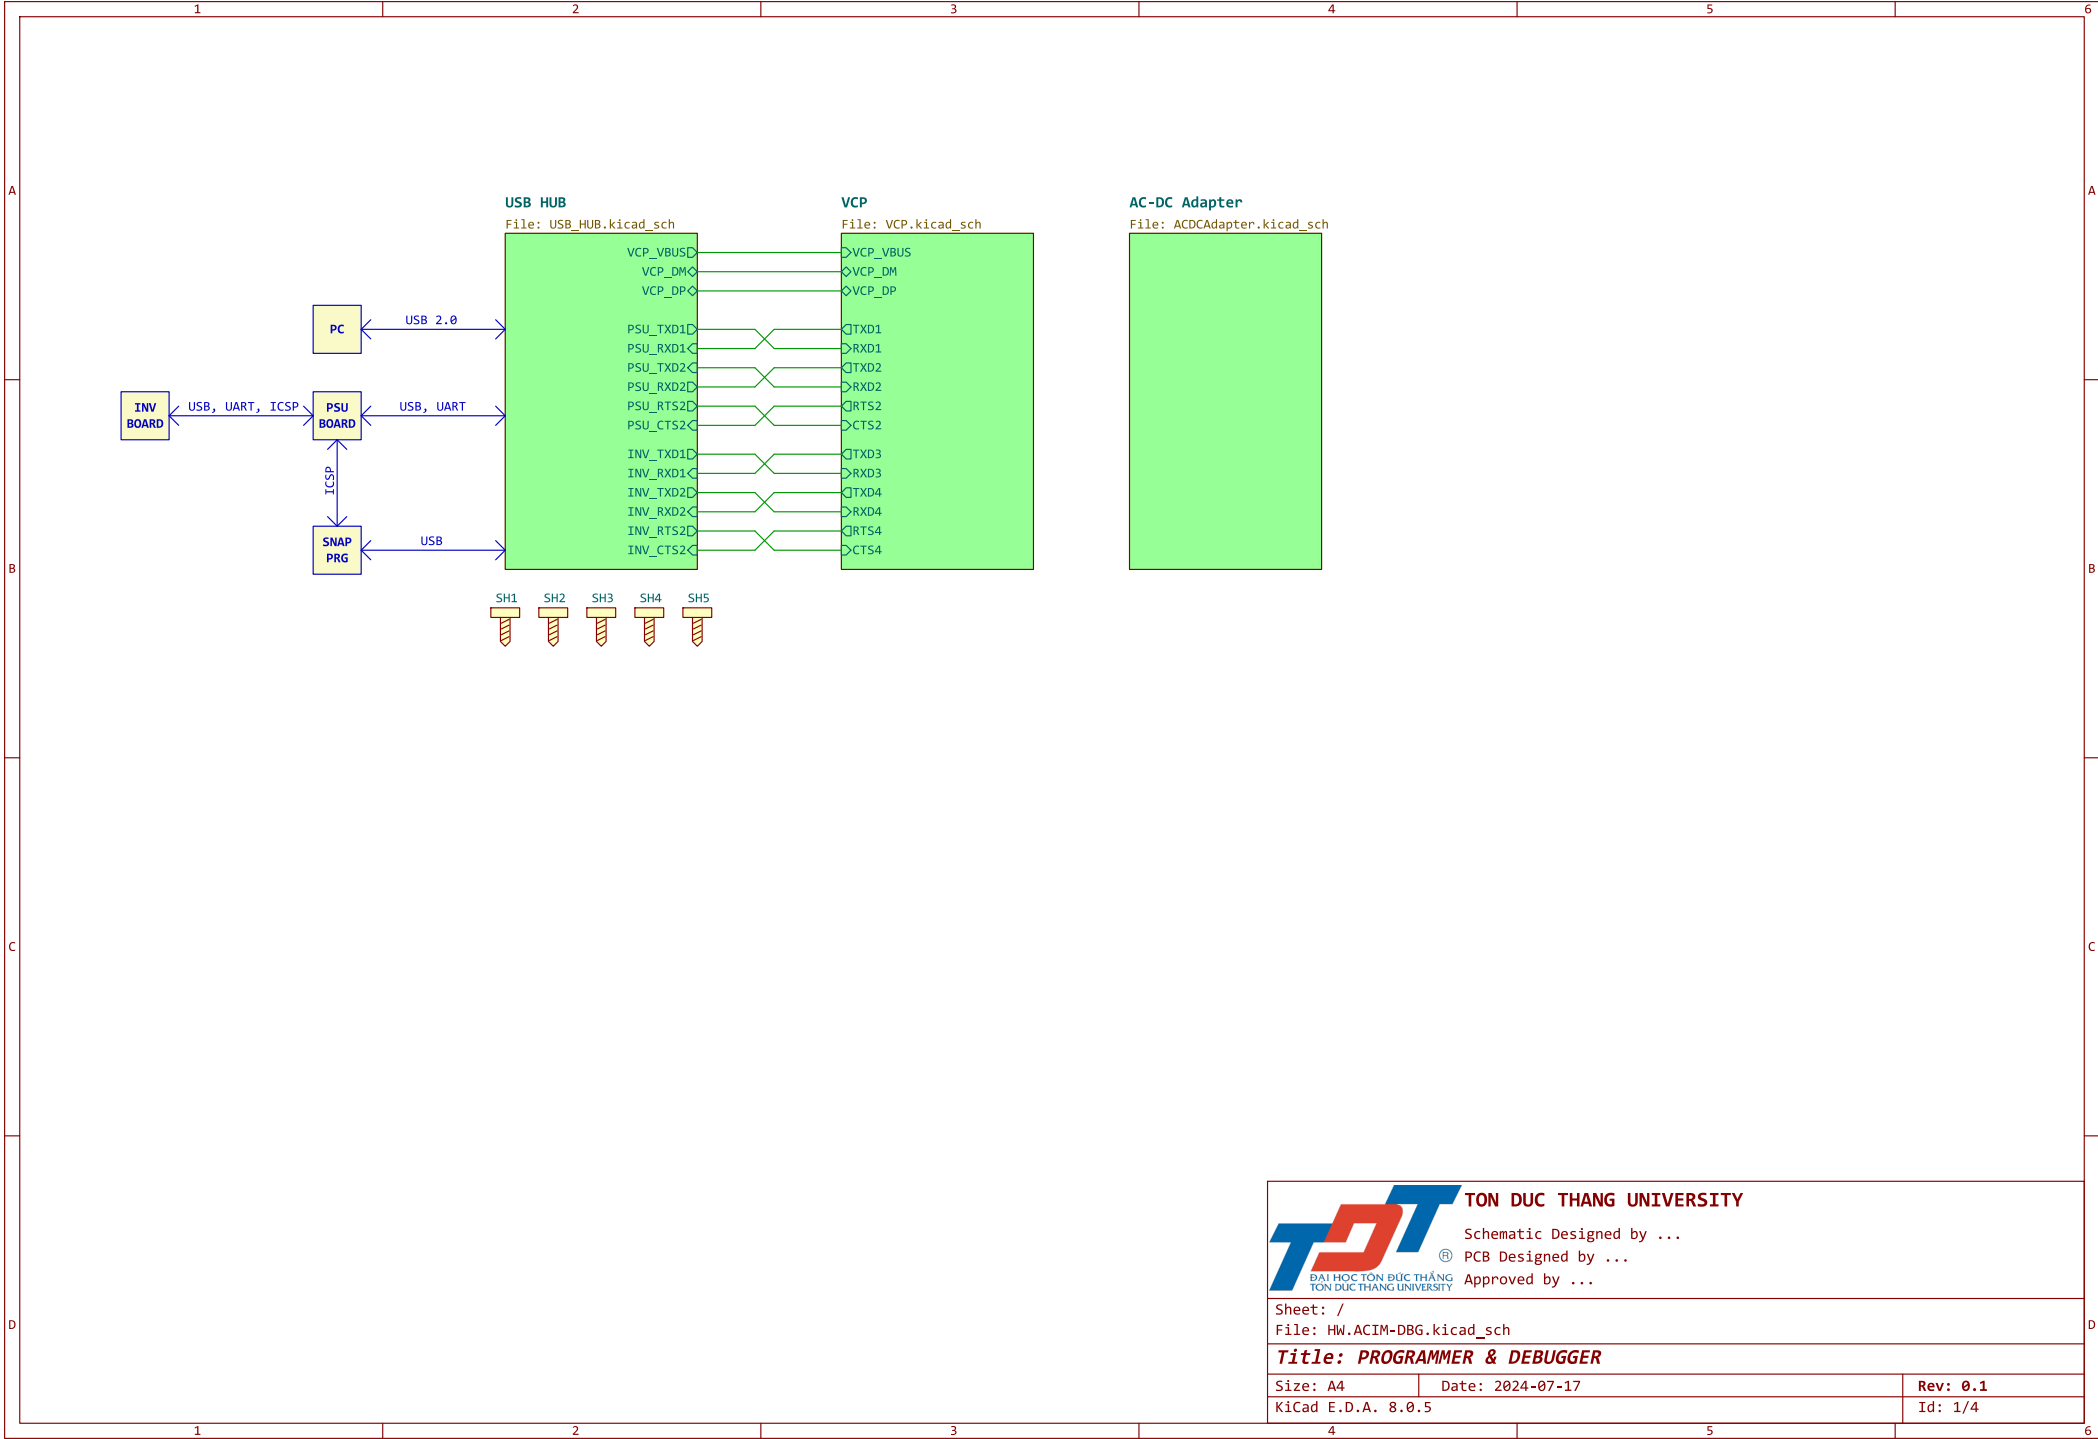 1 2 3 4 5 6
A A
USB HUB
File: USB_HUB.kicad_sch
VCP_VBUS
VCP_DM
VCP_DP
PSU_TXD1
PSU_RXD1
PSU_TXD2
PSU_RXD2
PSU_RTS2
PSU_CTS2
INV_TXD1
INV_RXD1
INV_TXD2
INV_RXD2
INV_RTS2
INV_CTS2
VCP
File: VCP.kicad_sch
VCP_VBUS
VCP_DM
VCP_DP
TXD1
RXD1
TXD2
RXD2
RTS2
CTS2
TXD3
RXD3
TXD4
RXD4
RTS4
CTS4
AC-DC Adapter
File: ACDCAdapter.kicad_sch
PC
USB 2.0
INV
BOARD
USB, UART, ICSP
PSU
BOARD
USB, UART
ICSP
SNAP
PRG
USB
B B
SH1 SH2 SH3 SH4 SH5
C C
TON DUC THANG UNIVERSITY
Schematic Designed by ...
PCB Designed by ...
Approved by ...
TDT
®
ĐẠI HỌC TÔN ĐỨC THẮNG
TON DUC THANG UNIVERSITY
Sheet: /
File: HW.ACIM-DBG.kicad_sch
D D
Title: PROGRAMMER & DEBUGGER
Size: A4
Date: 2024-07-17
Rev: 0.1
KiCad E.D.A. 8.0.5
Id: 1/4
1 2 3 4 5 6